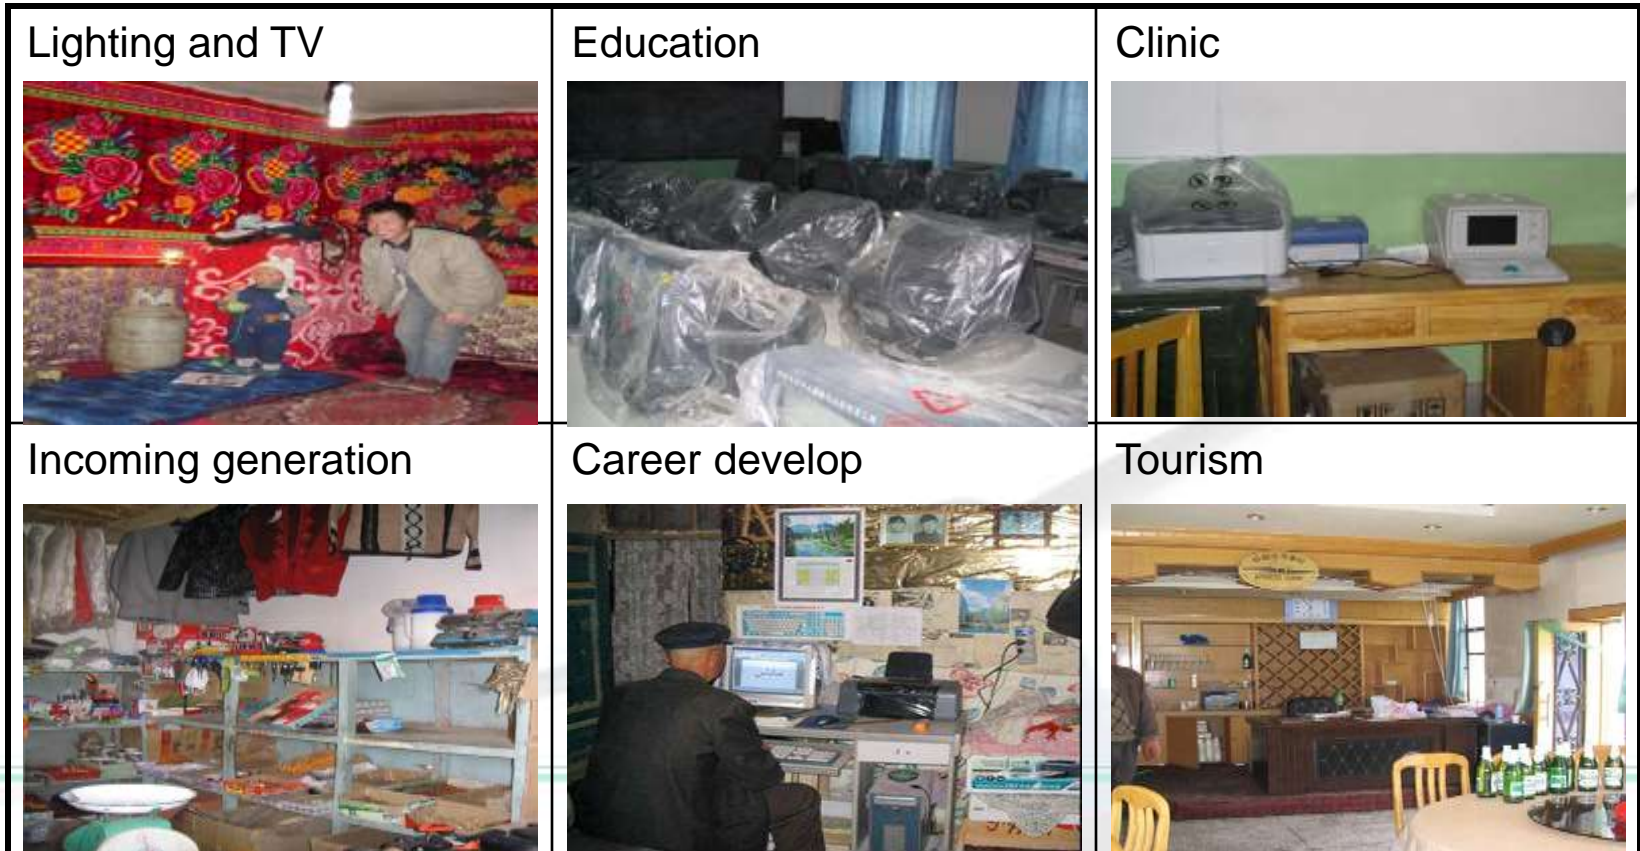 Lighting and TV
Education
Clinic
Incoming generation
Career develop
Tourism